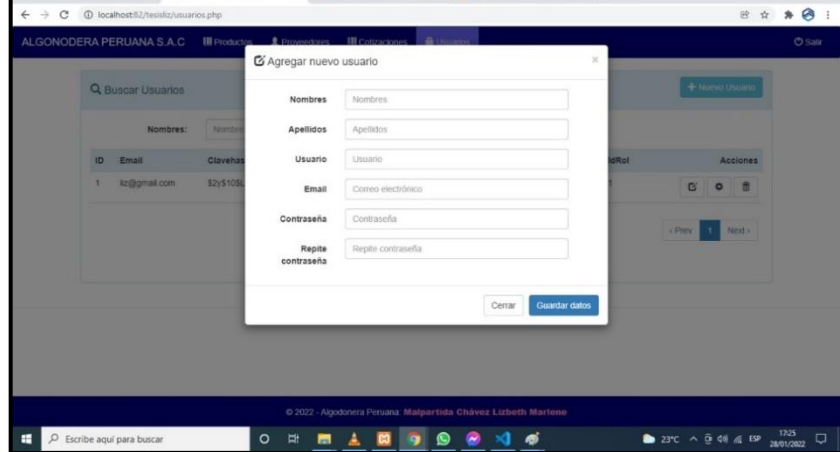 localhost:82/tesisliz/usuarios.php
ALGONODERA PERUANA S.A.C Productos Proveedores Cotizaciones Usuarios Salir
Agregar nuevo usuario ×
Buscar Usuarios
+ Nuevo Usuario
Nombres:
Nombres Nombres
Apellidos Apellidos
Usuario Usuario
Email Correo electrónico
Contraseña Contraseña
Repite contraseña Repite contraseña
ID Email Clavehas IdRol Acciones
1 liz@gmail.com
‹ Prev 1 Next ›
Cerrar Guardar datos
© 2022 - Algodonera Peruana: Malpartida Chávez Lizbeth Marlene
Escribe aquí para buscar
23°C ESP 17:25
28/01/2022